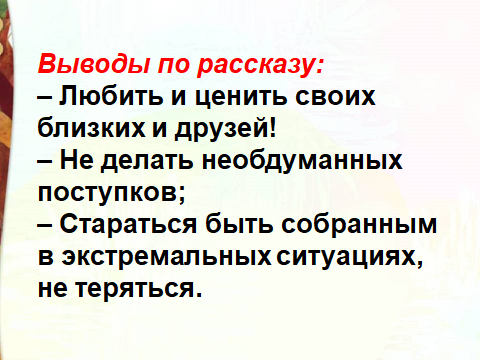 Выводы по рассказу:
– Любить и ценить своих
близких и друзей!
– Не делать необдуманных
поступков;
– Стараться быть собранным
в экстремальных ситуациях,
не теряться.